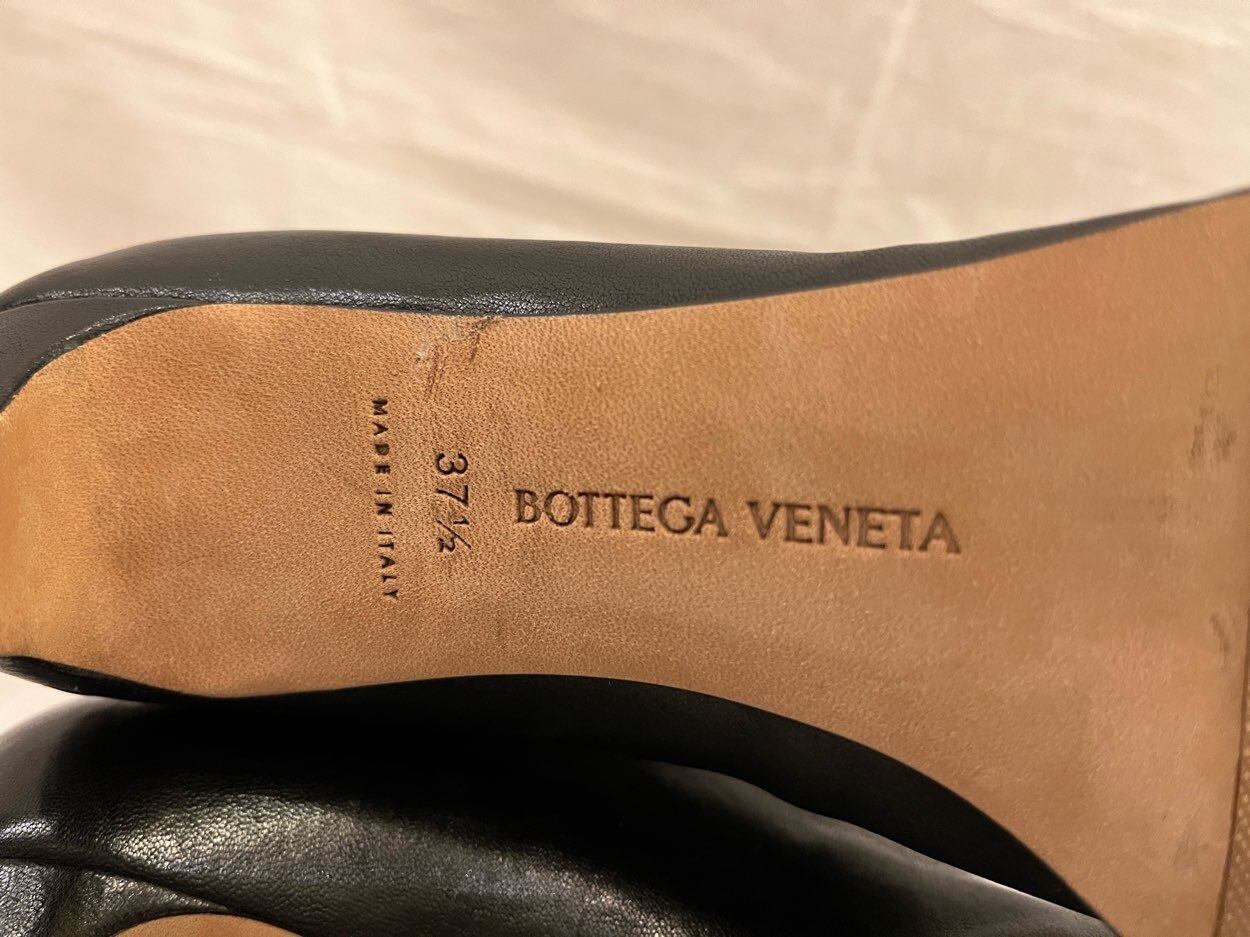 BOTTEGA VENETA
37½
MADE IN ITALY